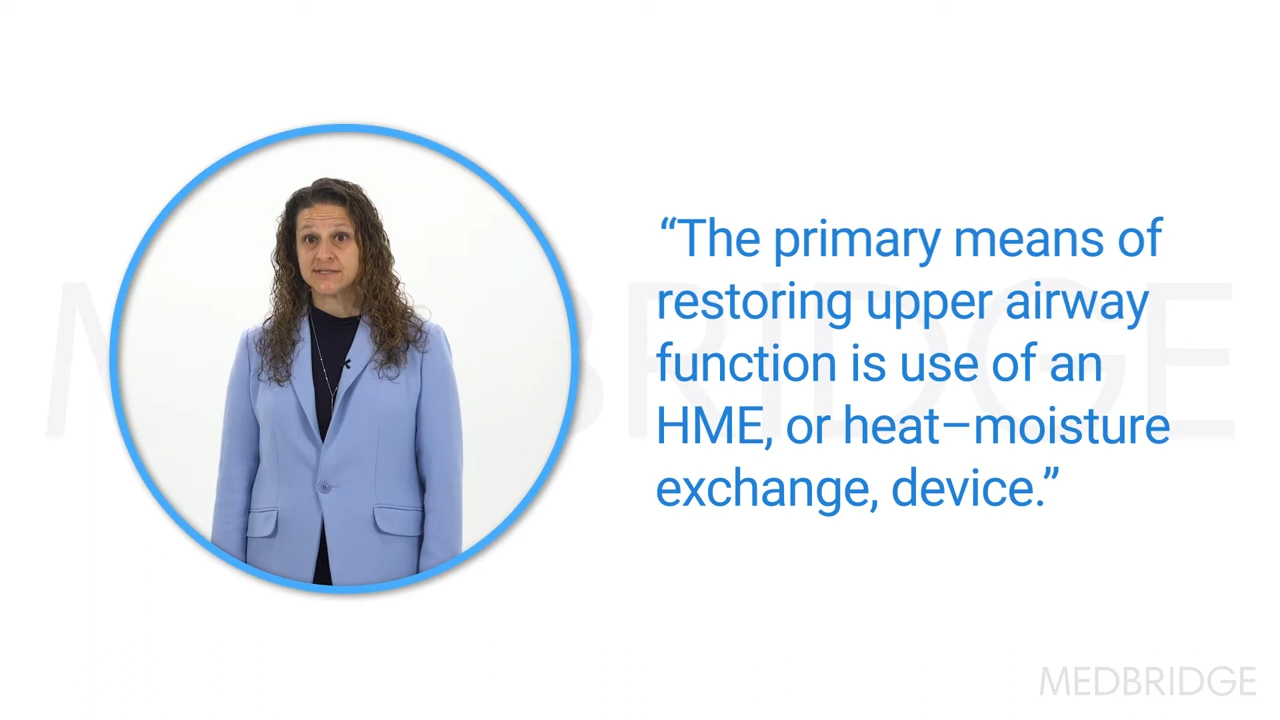 “The primary means of
restoring upper airway
function is use of an
HME, or heat–moisture
exchange, device.”
MEDBRIDGE